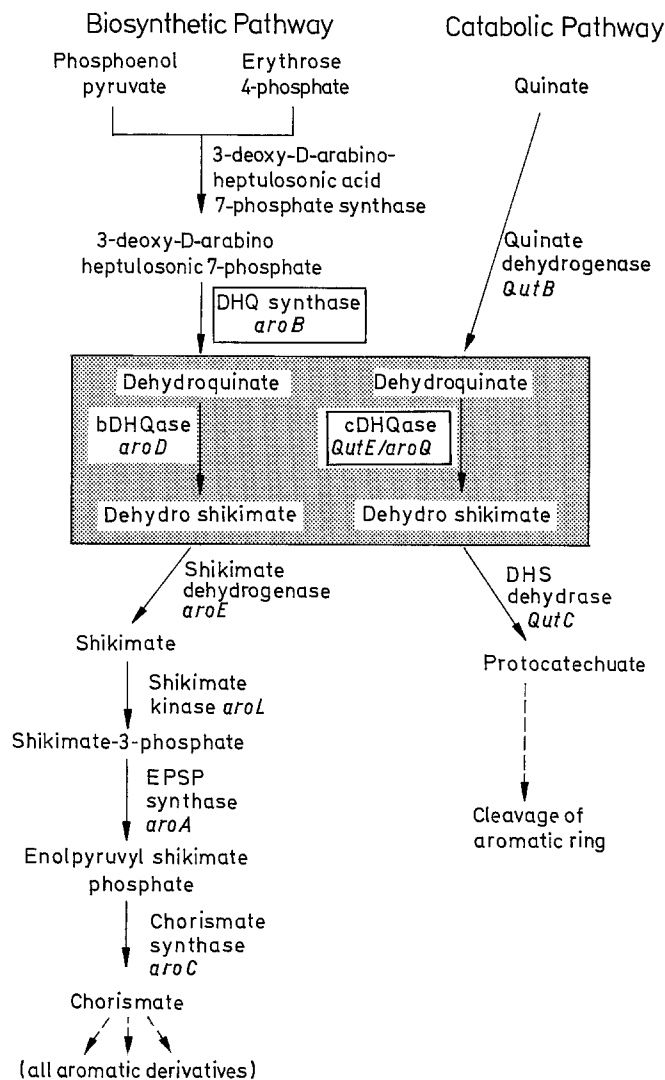 Biosynthetic Pathway
Catabolic Pathway
Phosphoenol
pyruvate
Erythrose
4-phosphate
Quinate
3-deoxy-D-arabino-
heptulosonic acid
7-phosphate synthase
3-deoxy-D-arabino
heptulosonic 7-phosphate
Quinate
dehydrogenase
QutB
DHQ synthase
aroB
Dehydroquinate
Dehydroquinate
bDHQase
aroD
cDHQase
QutE/aroQ
Dehydro shikimate
Dehydro shikimate
Shikimate
dehydrogenase
aroE
DHS
dehydrase
QutC
Shikimate
Protocatechuate
Shikimate
kinase aroL
Shikimate-3-phosphate
EPSP
synthase
aroA
Cleavage of
aromatic ring
Enolpyruvyl shikimate
phosphate
Chorismate
synthase
aroC
Chorismate
(all aromatic derivatives)